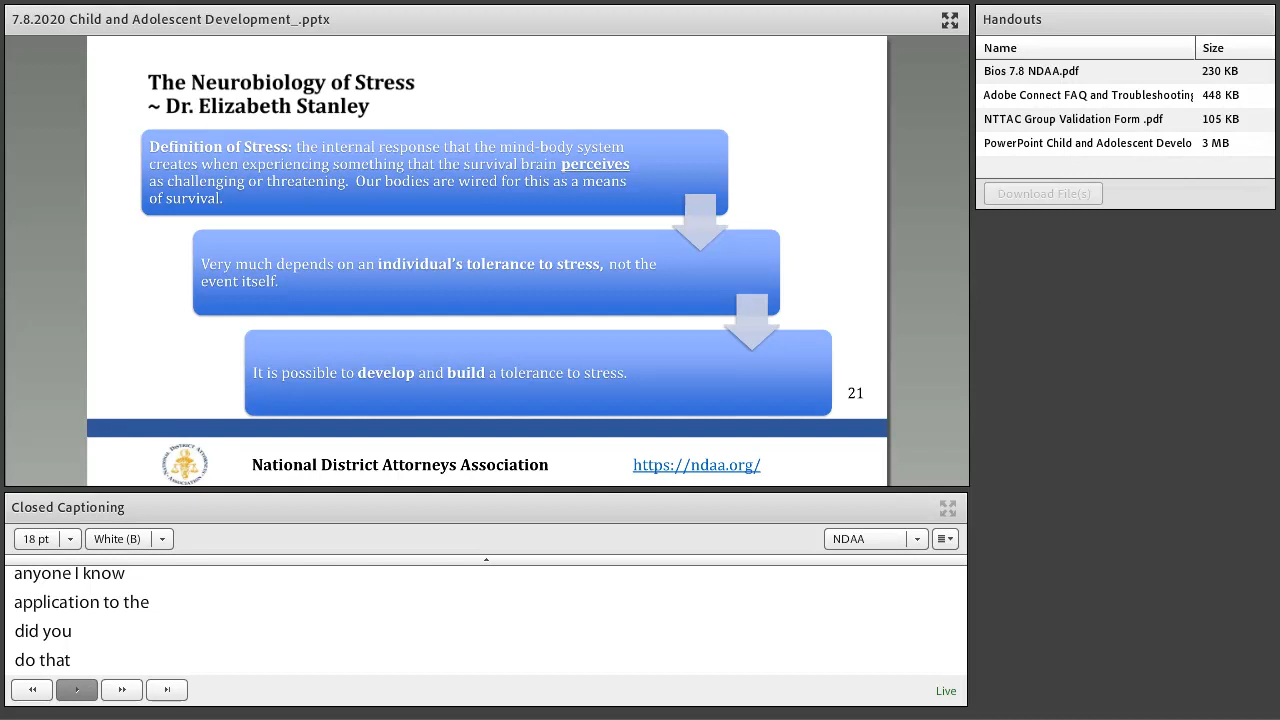 7.8.2020 Child and Adolescent Development_.pptx
The Neurobiology of Stress
~ Dr. Elizabeth Stanley
Definition of Stress: the internal response that the mind-body system
creates when experiencing something that the survival brain perceives
as challenging or threatening. Our bodies are wired for this as a means
of survival.
Very much depends on an individual's tolerance to stress, not the
event itself.
It is possible to develop and build a tolerance to stress.
21
National District Attorneys Association
https://ndaa.org/
Handouts
Name Size
Bios 7.8 NDAA.pdf 230 KB
Adobe Connect FAQ and Troubleshooting 448 KB
NTTAC Group Validation Form .pdf 105 KB
PowerPoint Child and Adolescent Develo 3 MB
Download File(s)
Closed Captioning
18 pt White (B) NDAA
anyone I know
application to the
did you
do that
Live